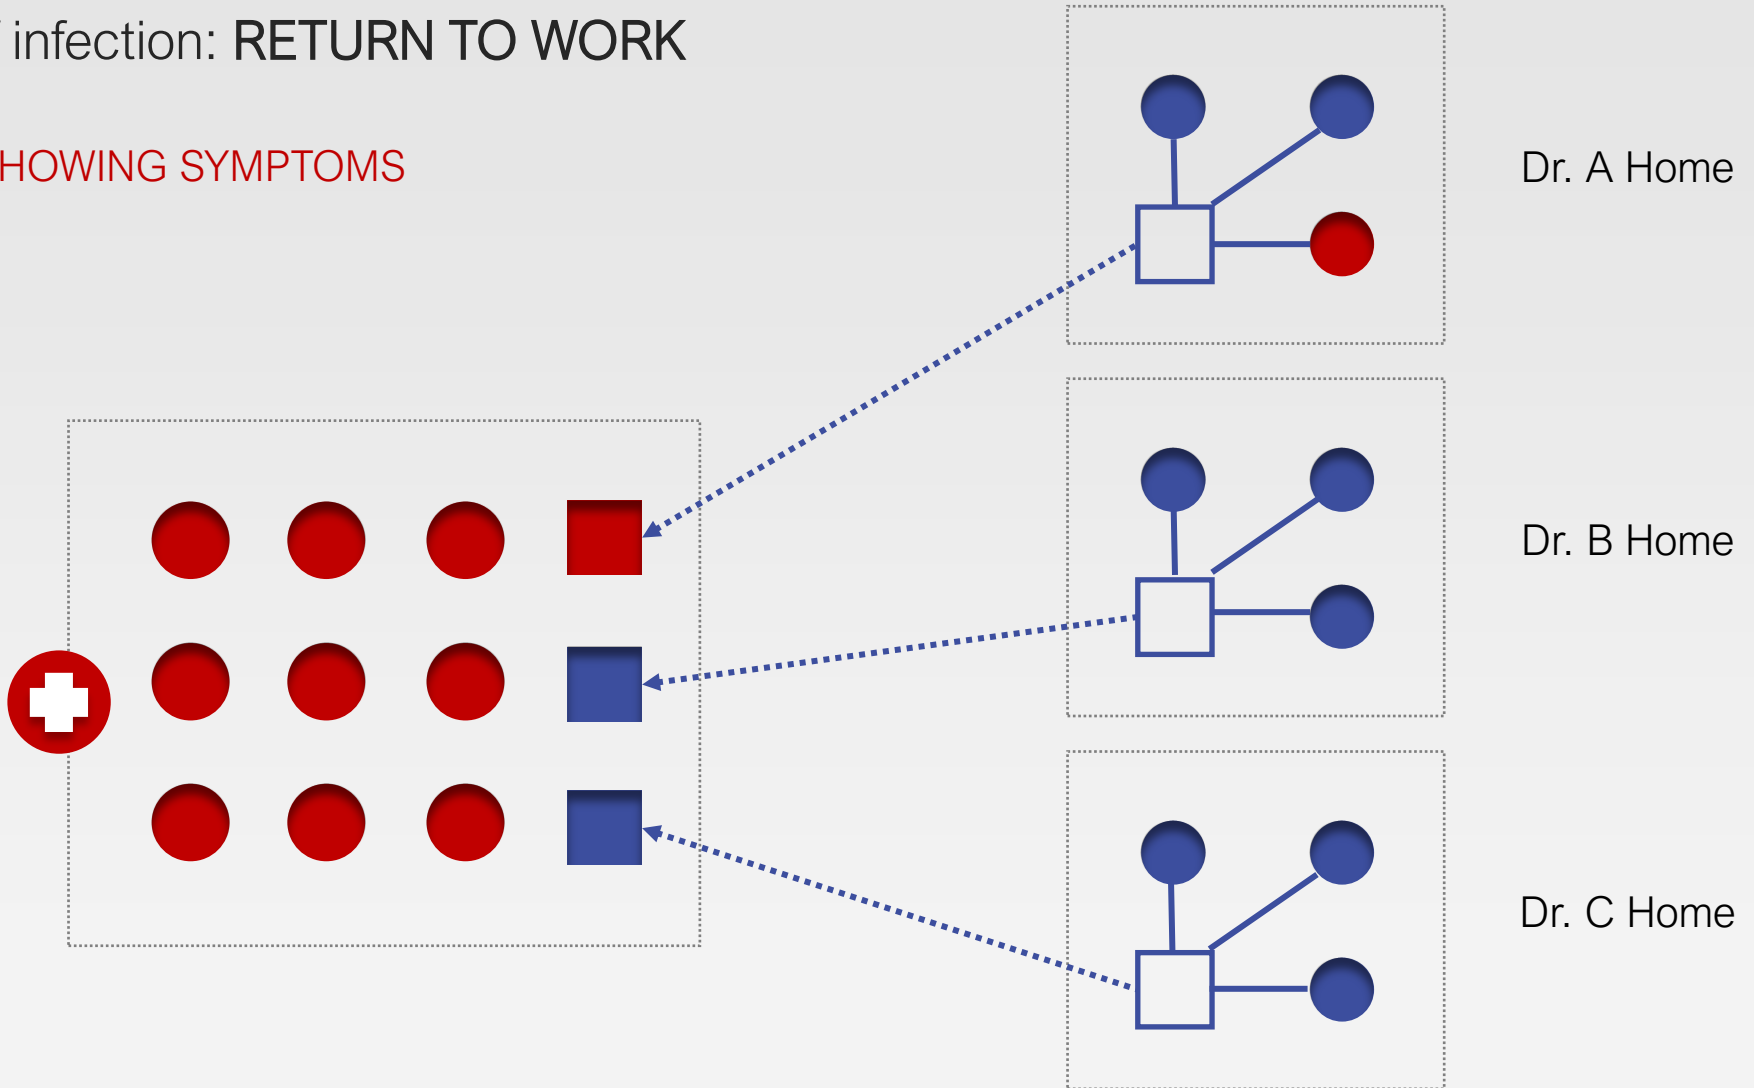 infection: RETURN TO WORK
HOWING SYMPTOMS
Dr. A Home
Dr. B Home
Dr. C Home